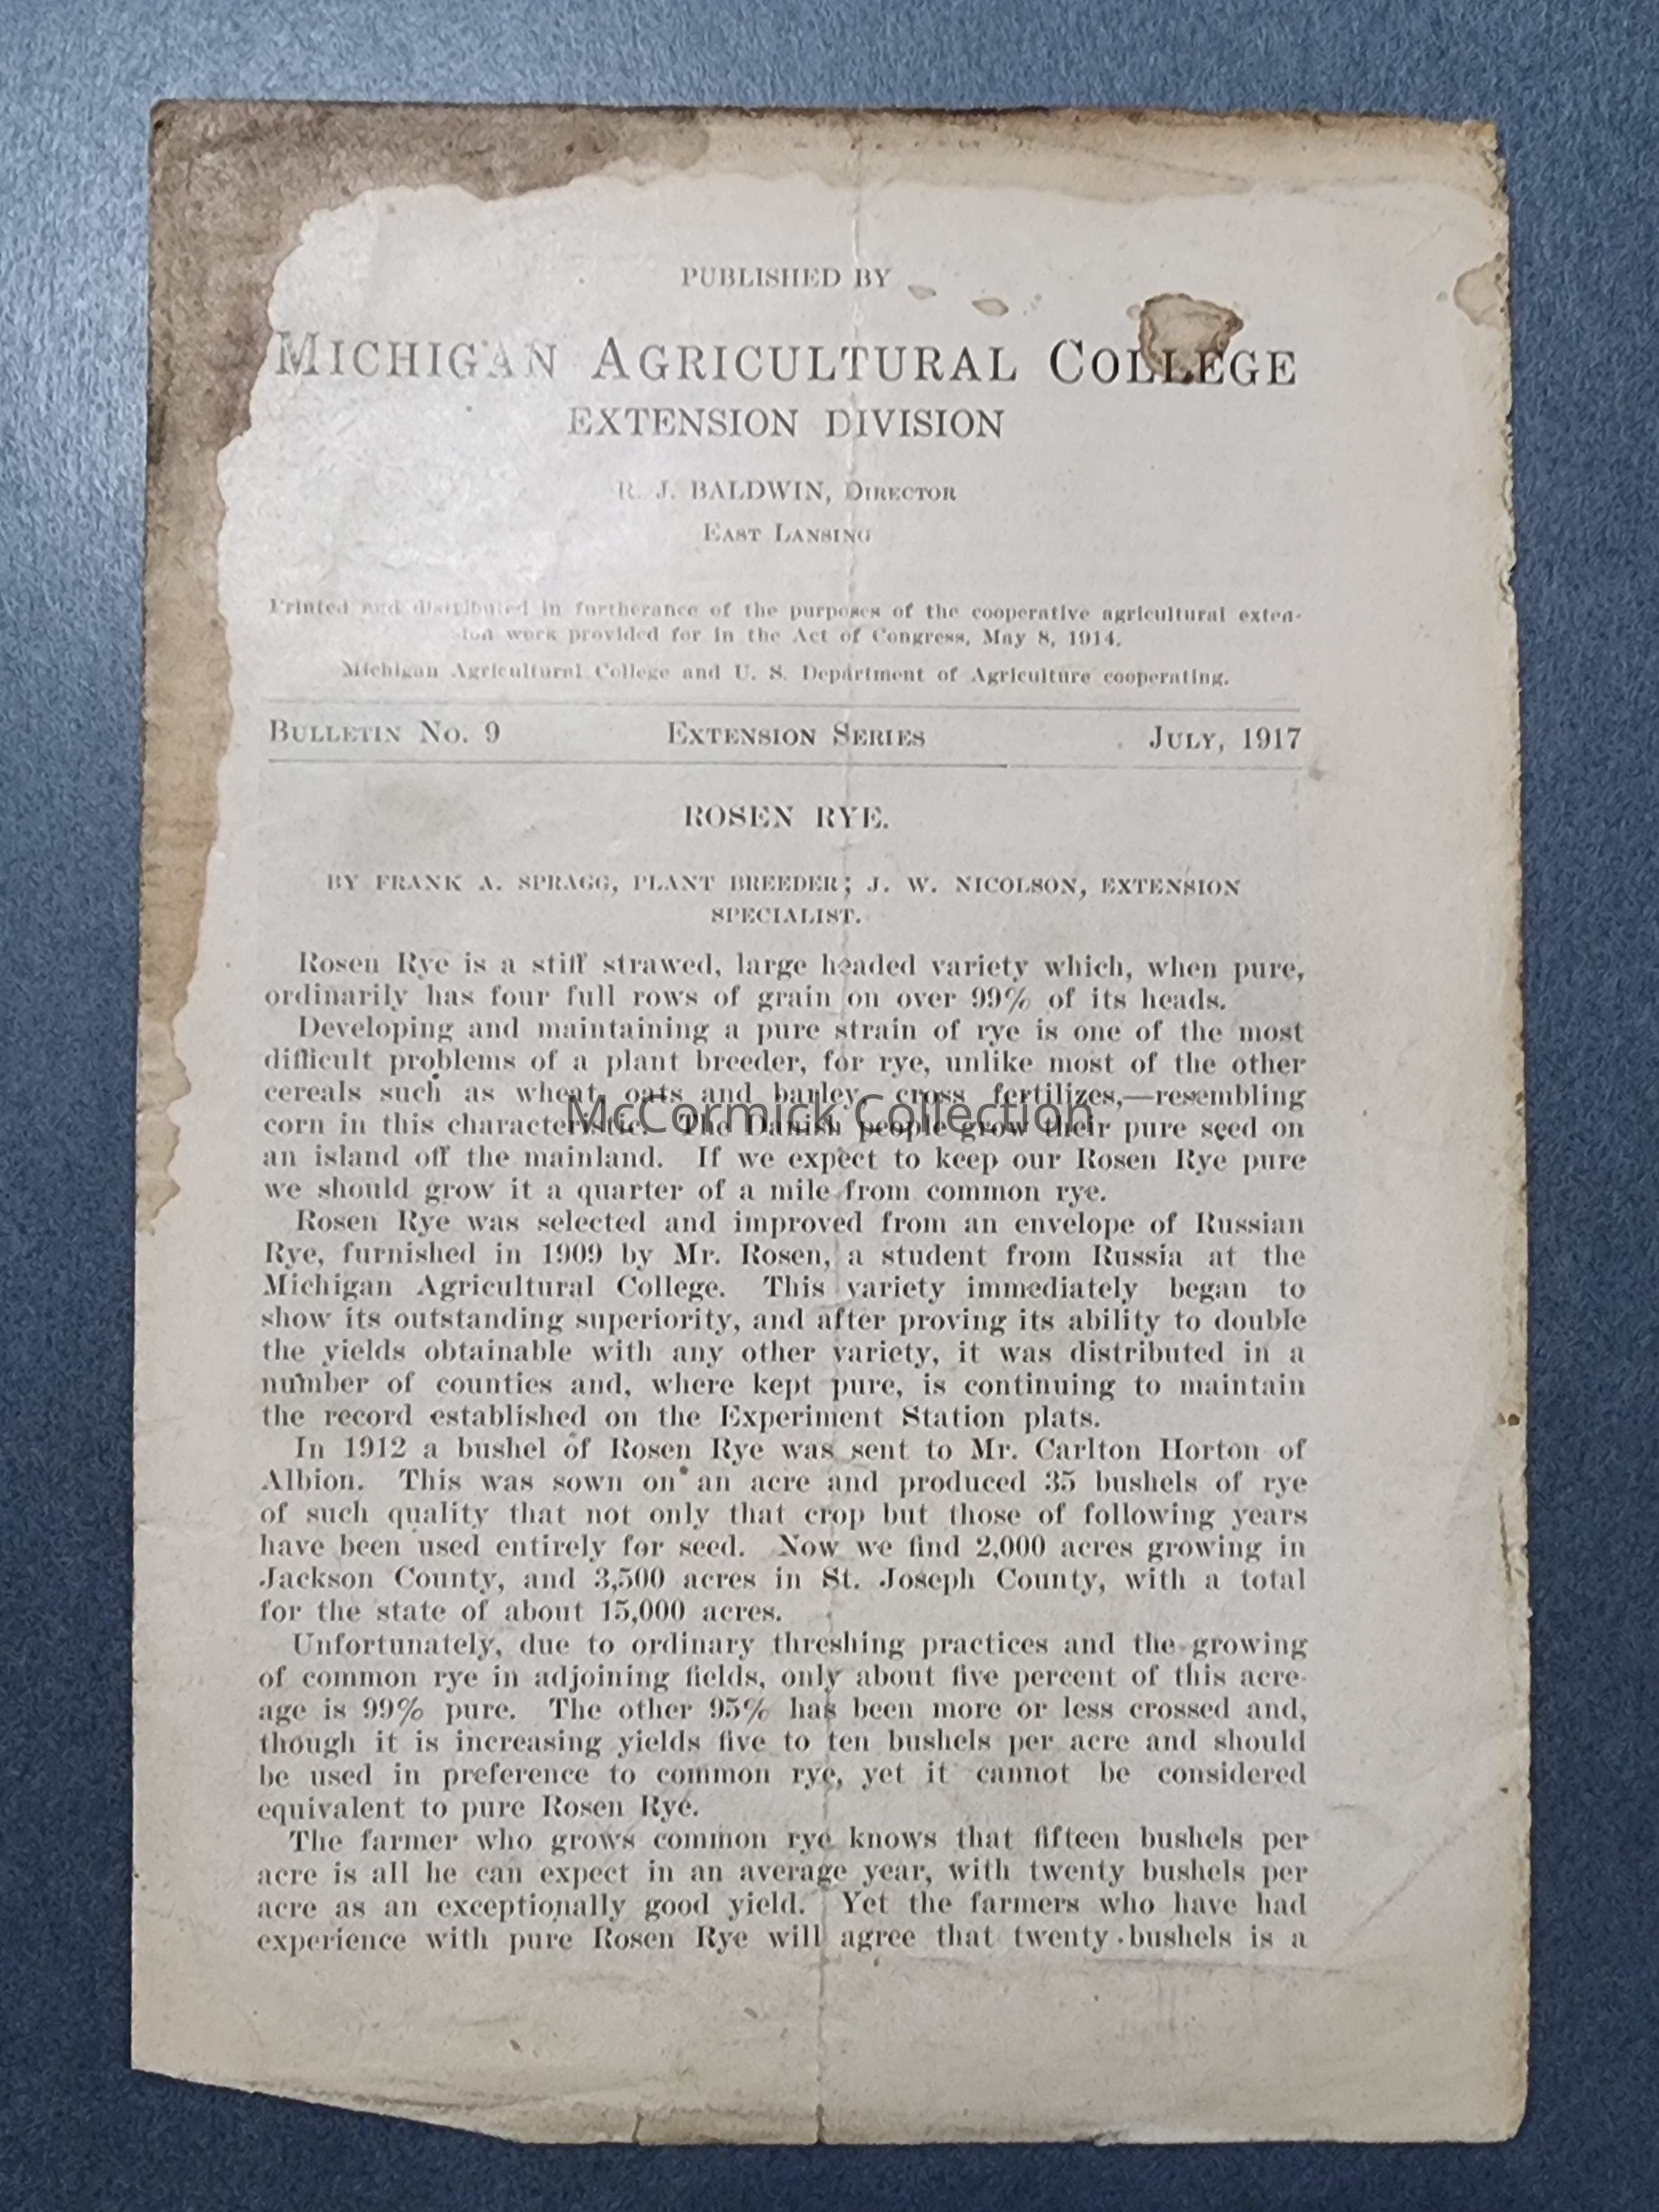 PUBLISHED BY
MICHIGAN AGRICULTURAL COLLEGE
EXTENSION DIVISION
R. J. BALDWIN, DIRECTOR
EAST LANSING
Printed and distributed in furtherance of the purposes of the cooperative agricultural exten-
sion work provided for in the Act of Congress, May 8, 1914.
Michigan Agricultural College and U. S. Department of Agriculture cooperating.
BULLETIN No. 9 EXTENSION SERIES JULY, 1917
ROSEN RYE.
BY FRANK A. SPRAGG, PLANT BREEDER; J. W. NICOLSON, EXTENSION
SPECIALIST.
Rosen Rye is a stiff strawed, large headed variety which, when pure,
ordinarily has four full rows of grain on over 99% of its heads.
Developing and maintaining a pure strain of rye is one of the most
difficult problems of a plant breeder, for rye, unlike most of the other
cereals such as wheat, oats and barley, cross fertilizes,—resembling
McCormick Collection
corn in this characteristic. The Danish people grow their pure seed on
an island off the mainland. If we expect to keep our Rosen Rye pure
we should grow it a quarter of a mile from common rye.
Rosen Rye was selected and improved from an envelope of Russian
Rye, furnished in 1909 by Mr. Rosen, a student from Russia at the
Michigan Agricultural College. This variety immediately began to
show its outstanding superiority, and after proving its ability to double
the yields obtainable with any other variety, it was distributed in a
number of counties and, where kept pure, is continuing to maintain
the record established on the Experiment Station plats.
In 1912 a bushel of Rosen Rye was sent to Mr. Carlton Horton of
Albion. This was sown on an acre and produced 35 bushels of rye
of such quality that not only that crop but those of following years
have been used entirely for seed. Now we find 2,000 acres growing in
Jackson County, and 3,500 acres in St. Joseph County, with a total
for the state of about 15,000 acres.
Unfortunately, due to ordinary threshing practices and the growing
of common rye in adjoining fields, only about five percent of this acre-
age is 99% pure. The other 95% has been more or less crossed and,
though it is increasing yields five to ten bushels per acre and should
be used in preference to common rye, yet it cannot be considered
equivalent to pure Rosen Rye.
The farmer who grows common rye knows that fifteen bushels per
acre is all he can expect in an average year, with twenty bushels per
acre as an exceptionally good yield. Yet the farmers who have had
experience with pure Rosen Rye will agree that twenty bushels is a